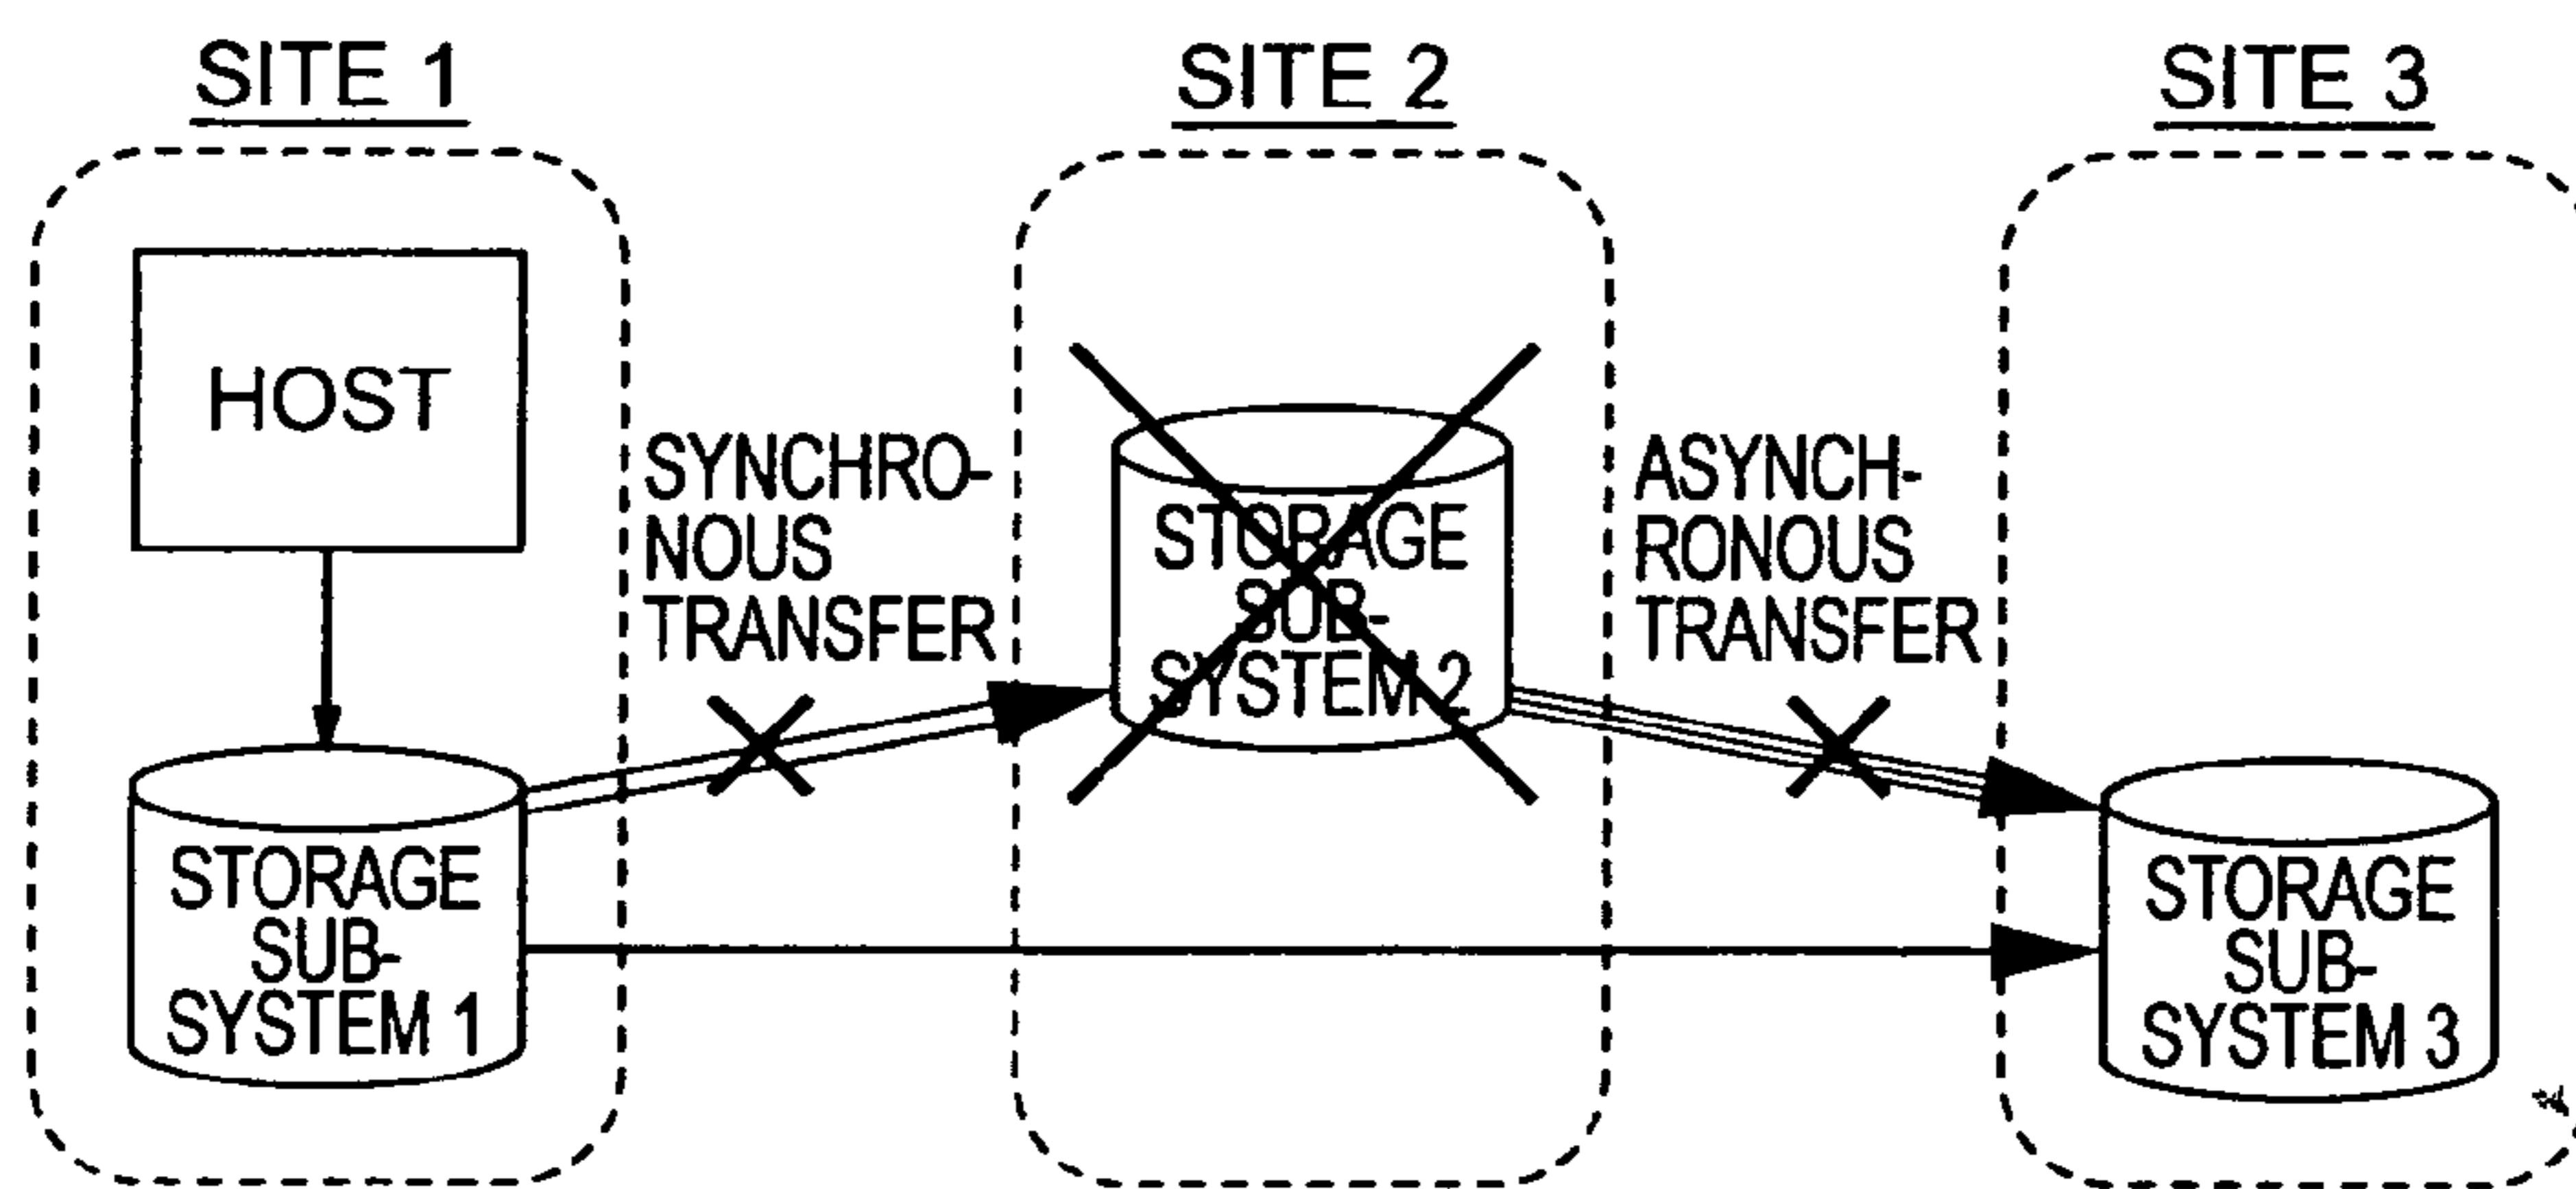 SITE 1
SITE 2
SITE 3
HOST
SYNCHRO-
NOUS
TRANSFER
STORAGE
SUB-
SYSTEM 2
ASYNCH-
RONOUS
TRANSFER
STORAGE
SUB-
SYSTEM 1
STORAGE
SUB-
SYSTEM 3